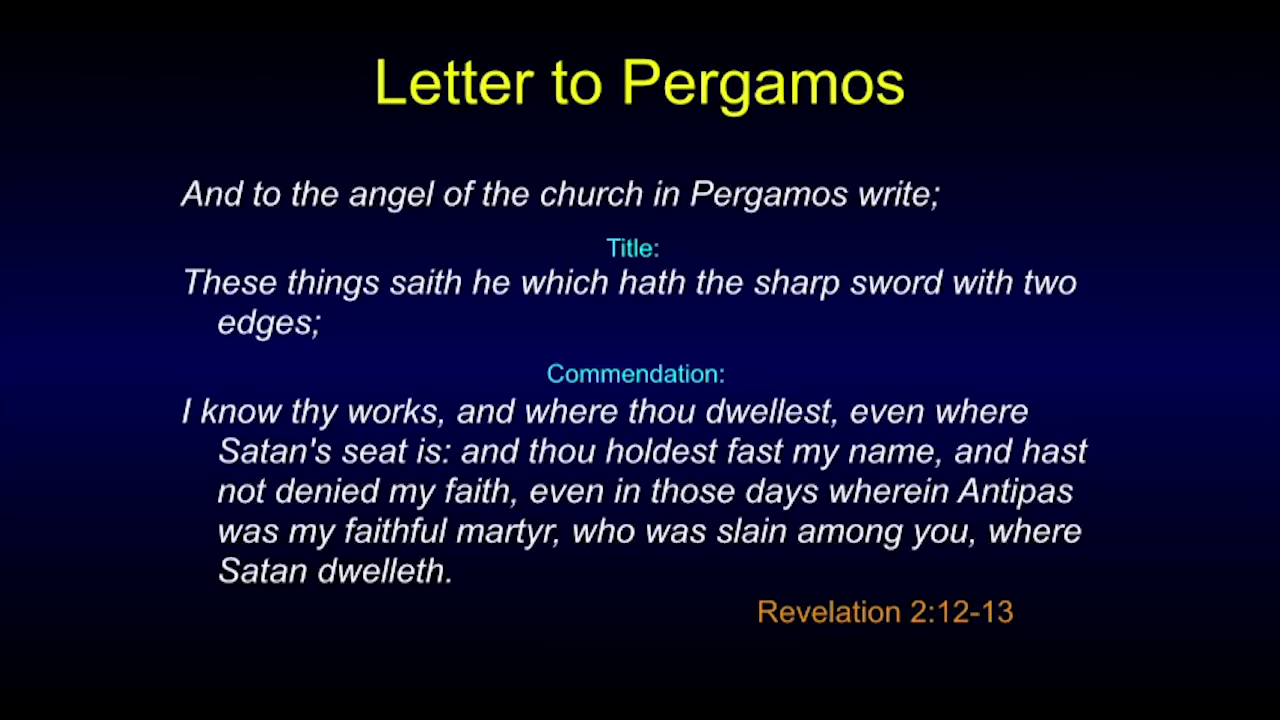 Letter to Pergamos
And to the angel of the church in Pergamos write;
Title:
These things saith he which hath the sharp sword with two
edges;
Commendation:
I know thy works, and where thou dwellest, even where
Satan's seat is: and thou holdest fast my name, and hast
not denied my faith, even in those days wherein Antipas
was my faithful martyr, who was slain among you, where
Satan dwelleth.
Revelation 2:12-13